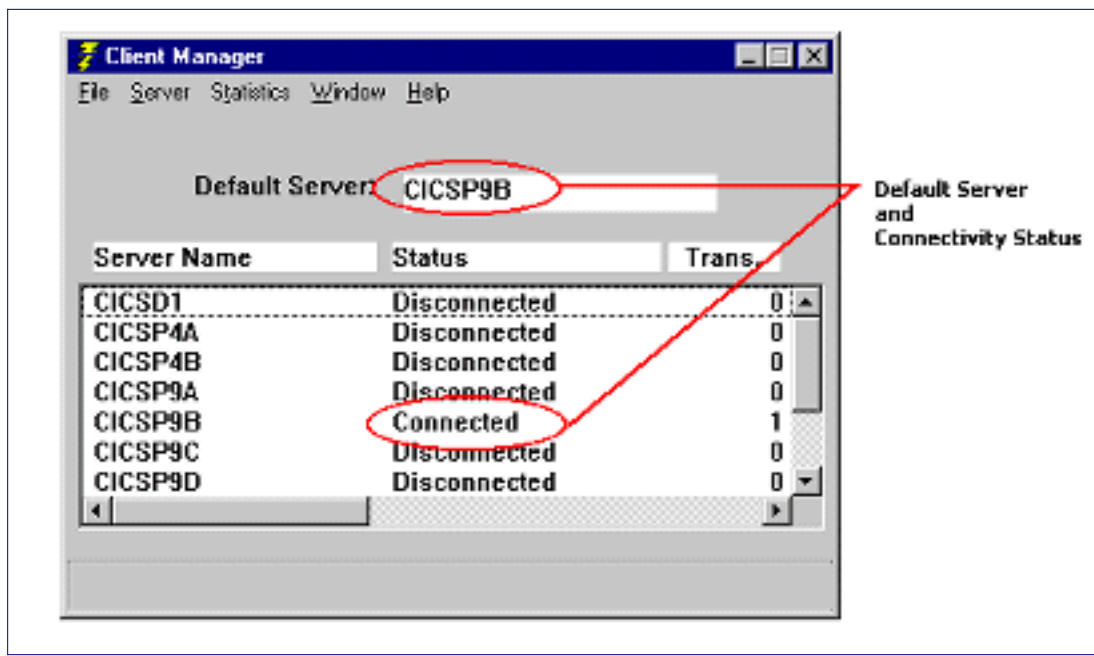 Client Manager
File Server Statistics Window Help
Default Server: CICSP9B
Default Server
and
Connectivity Status
Server Name Status Trans.
CICSD1 Disconnected 0
CICSP4A Disconnected 0
CICSP4B Disconnected 0
CICSP9A Disconnected 0
CICSP9B Connected 1
CICSP9C Disconnected 0
CICSP9D Disconnected 0